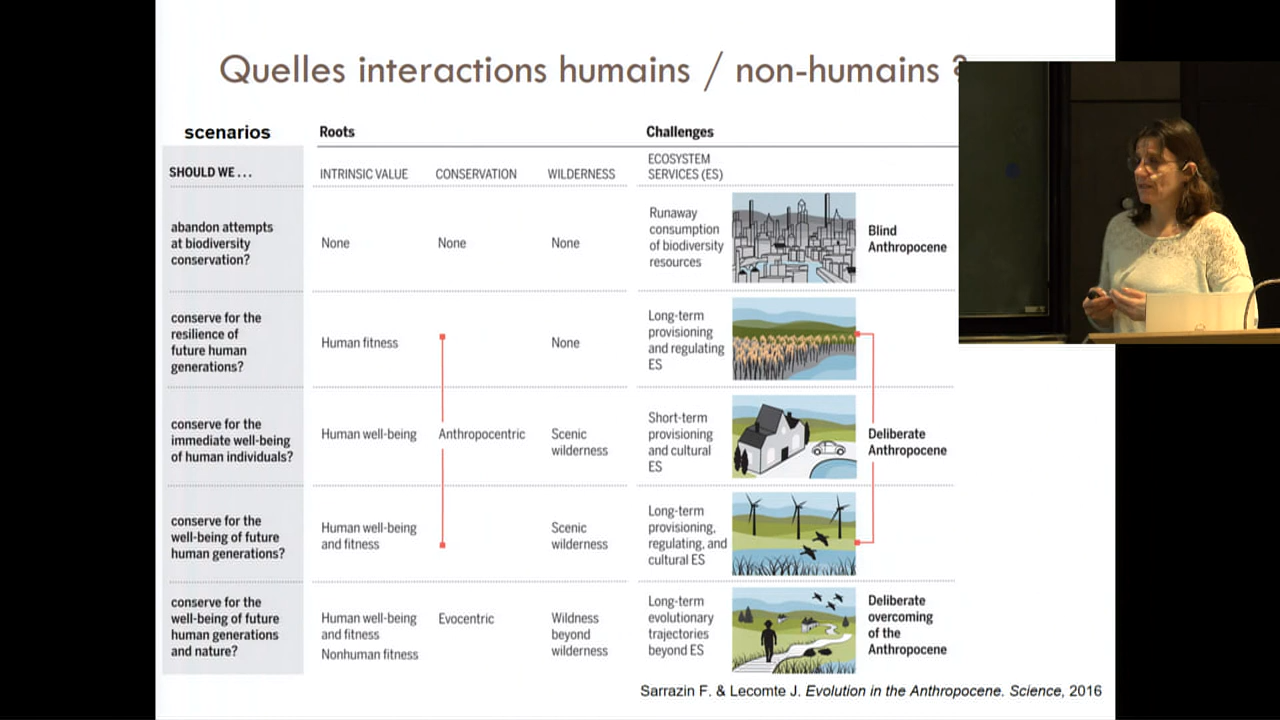 Quelles interactions humains / non-humains ?
scenarios
Roots
Challenges
SHOULD WE...
INTRINSIC VALUE
CONSERVATION
WILDERNESS
ECOSYSTEM
SERVICES (ES)
abandon attempts
at biodiversity
conservation?
None
None
None
Runaway
consumption
of biodiversity
resources
Blind
Anthropocene
conserve for the
resilience of
future human
generations?
Human fitness
None
Long-term
provisioning
and regulating
ES
conserve for the
immediate well-being
of human individuals?
Human well-being
Anthropocentric
Scenic
wilderness
Short-term
provisioning
and cultural
ES
Deliberate
Anthropocene
conserve for the
well-being of future
human generations?
Human well-being
and fitness
Scenic
wilderness
Long-term
provisioning,
regulating, and
cultural ES
conserve for the
well-being of future
human generations
and nature?
Human well-being
and fitness
Nonhuman fitness
Evocentric
Wildness
beyond
wilderness
Long-term
evolutionary
trajectories
beyond ES
Deliberate
overcoming
of the
Anthropocene
Sarrazin F. & Lecomte J. Evolution in the Anthropocene. Science, 2016